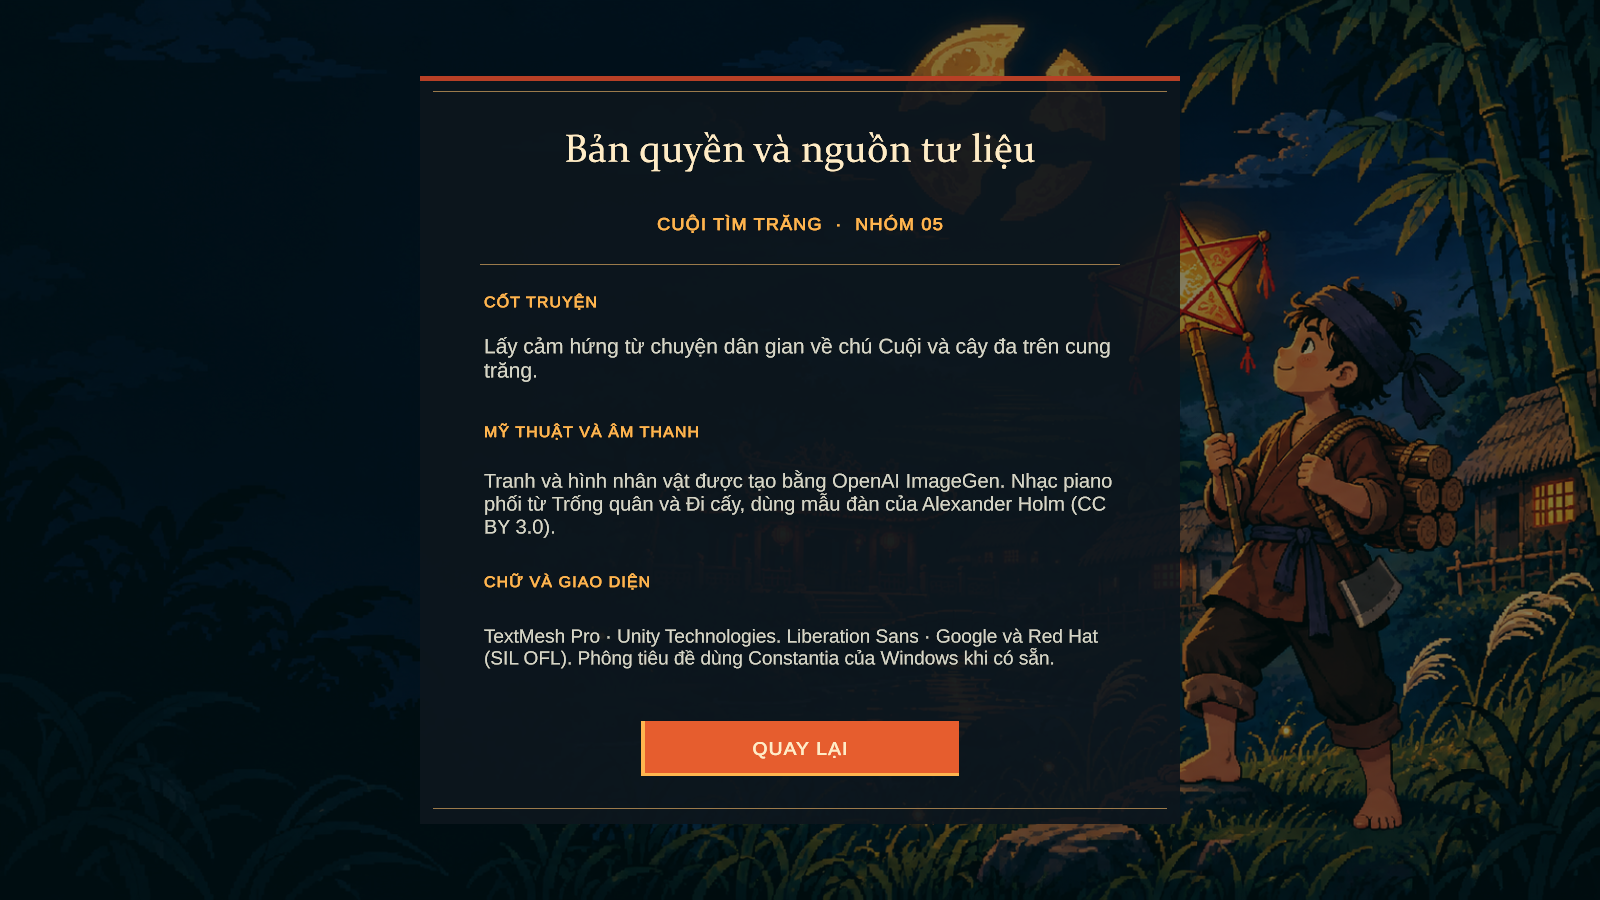 Bản quyền và nguồn tư liệu
CUỘI TÌM TRĂNG · NHÓM 05
CỐT TRUYỆN
Lấy cảm hứng từ chuyện dân gian về chú Cuội và cây đa trên cung
trăng.
MỸ THUẬT VÀ ÂM THANH
Tranh và hình nhân vật được tạo bằng OpenAI ImageGen. Nhạc piano
phối từ Trống quân và Đi cấy, dùng mẫu đàn của Alexander Holm (CC
BY 3.0).
CHỮ VÀ GIAO DIỆN
TextMesh Pro · Unity Technologies. Liberation Sans · Google và Red Hat
(SIL OFL). Phông tiêu đề dùng Constantia của Windows khi có sẵn.
QUAY LẠI